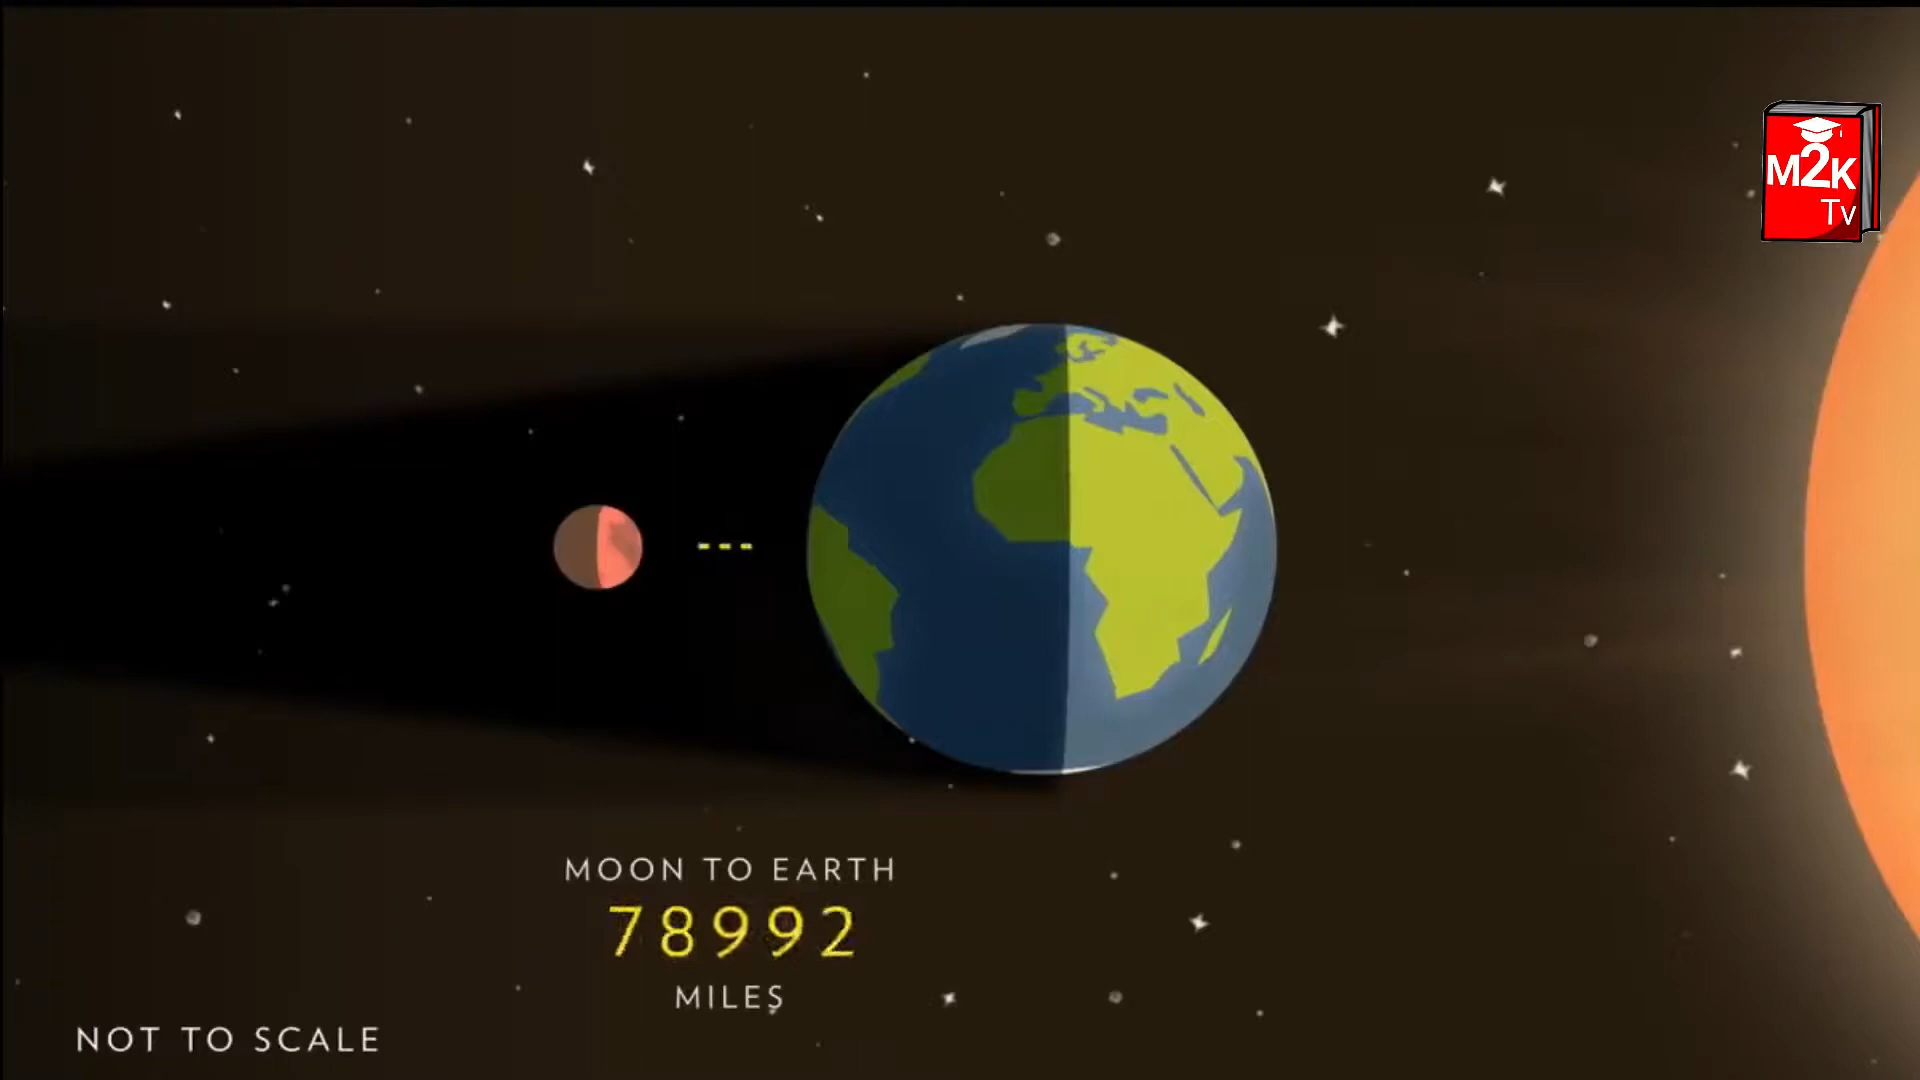 M2K
Tv
MOON TO EARTH
78992
MILES
NOT TO SCALE